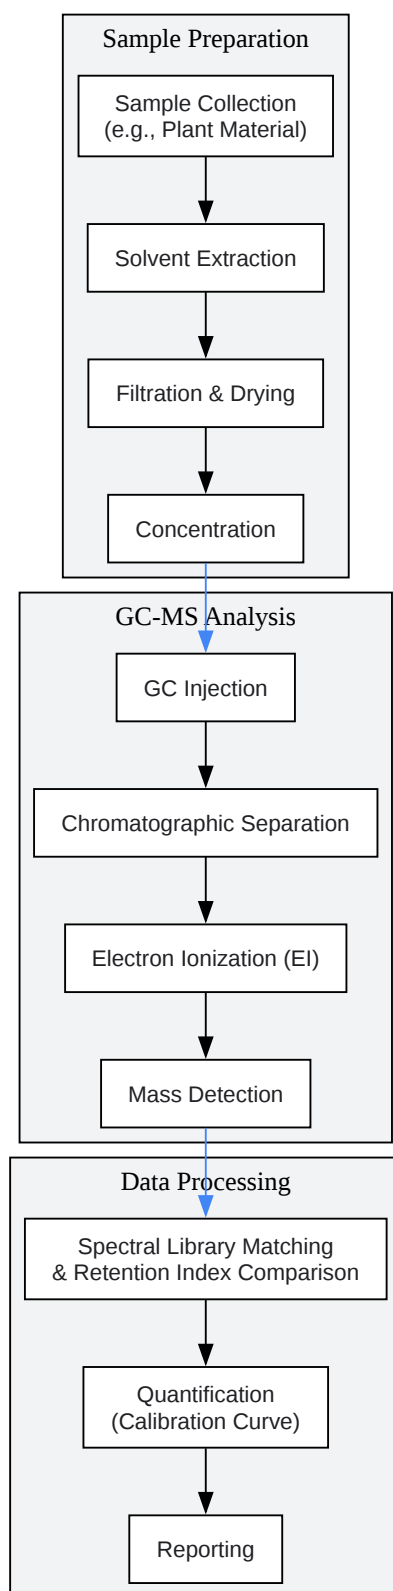 Sample Preparation
Sample Collection
(e.g., Plant Material)
Solvent Extraction
Filtration & Drying
Concentration
GC-MS Analysis
GC Injection
Chromatographic Separation
Electron Ionization (EI)
Mass Detection
Data Processing
Spectral Library Matching
& Retention Index Comparison
Quantification
(Calibration Curve)
Reporting